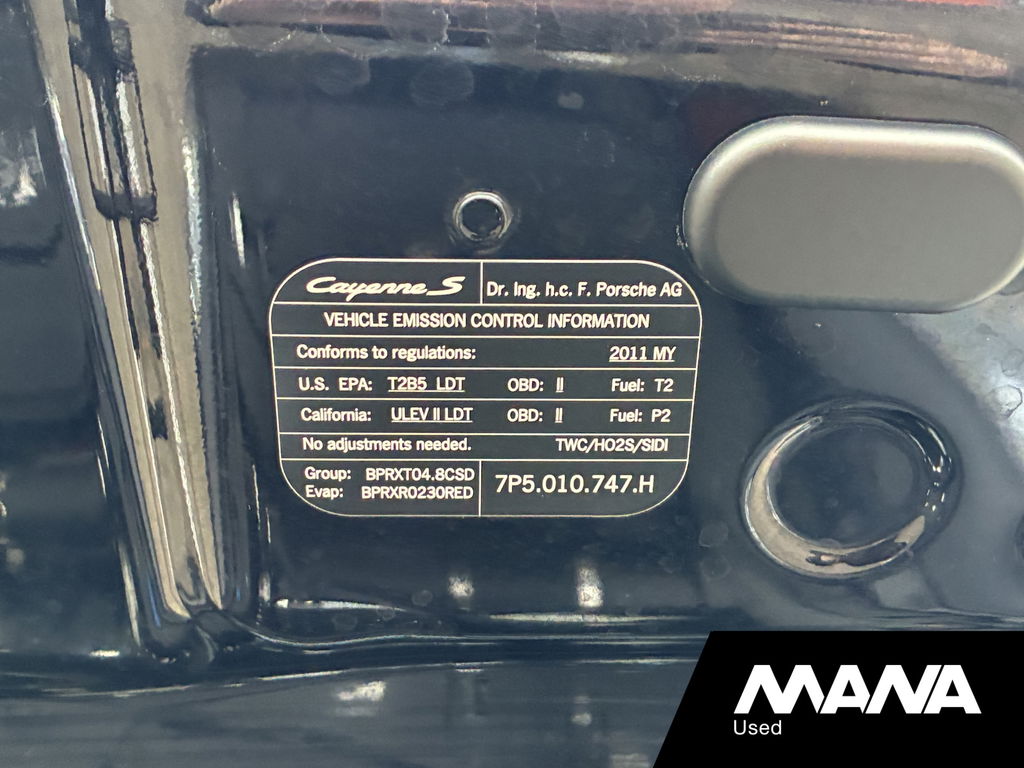 Cayenne S Dr. Ing. h.c. F. Porsche AG
VEHICLE EMISSION CONTROL INFORMATION
Conforms to regulations: 2011 MY
U.S. EPA: T2B5 LDT OBD: II Fuel: T2
California: ULEV II LDT OBD: II Fuel: P2
No adjustments needed. TWC/HO2S/SIDI
Group: BPRXT04.8CSD
Evap: BPRXR0230RED
7P5.010.747.H
MANA
Used